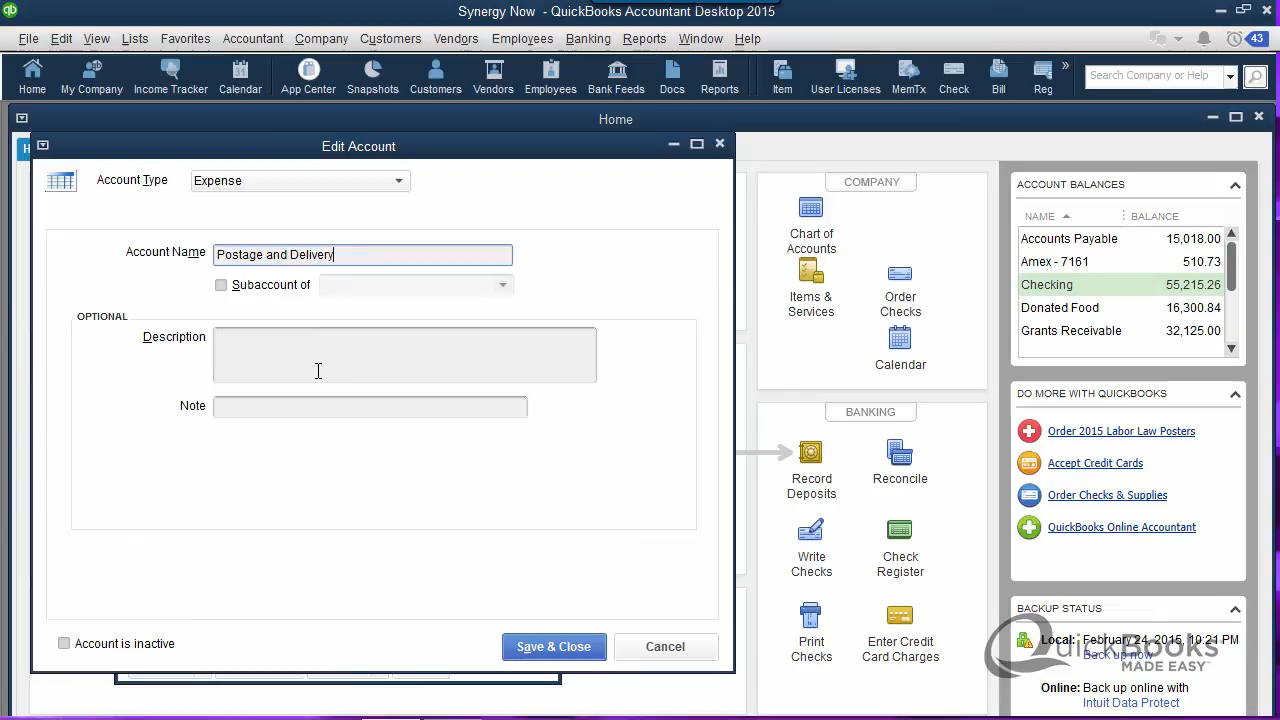 Synergy Now - QuickBooks Accountant Desktop 2015
File Edit View Lists Favorites Accountant Company Customers Vendors Employees Banking Reports Window Help
43
Home My Company Income Tracker Calendar App Center Snapshots Customers Vendors Employees Bank Feeds Docs Reports Item User Licenses MemTx Check Bill Reg
Search Company or Help
Home
Edit Account
Account Type Expense
Account Name Postage and Delivery
Subaccount of
OPTIONAL
Description
Note
Account is inactive
Save & Close Cancel
COMPANY
Chart of
Accounts
Items &
Services
Order
Checks
Calendar
BANKING
Record
Deposits
Reconcile
Write
Checks
Check
Register
Print
Checks
Enter Credit
Card Charges
ACCOUNT BALANCES
NAME BALANCE
Accounts Payable 15,018.00
Amex - 7161 510.73
Checking 55,215.26
Donated Food 16,300.84
Grants Receivable 32,125.00
DO MORE WITH QUICKBOOKS
Order 2015 Labor Law Posters
Accept Credit Cards
Order Checks & Supplies
QuickBooks Online Accountant
BACKUP STATUS
Local: February 24, 2015, 10:21 PM
Back up now
Online: Back up online with
Intuit Data Protect
QuickBooks
MADE EASY™